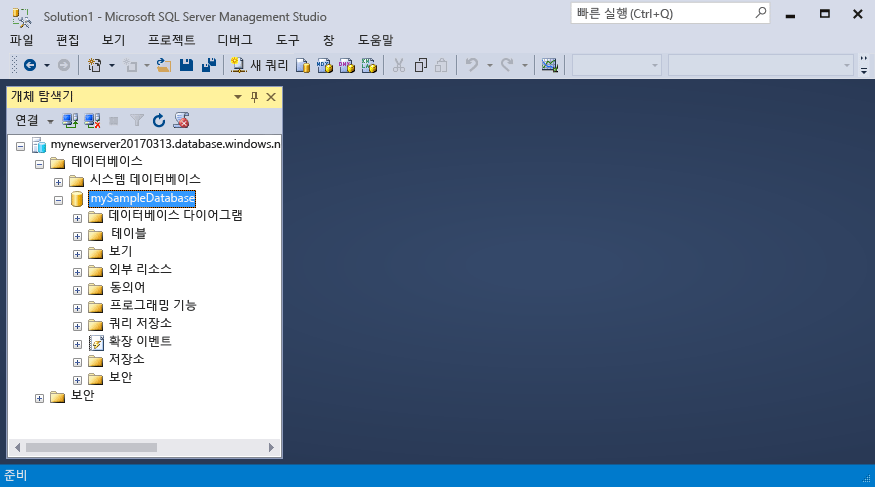 Solution1 - Microsoft SQL Server Management Studio
빠른 실행(Ctrl+Q)
파일 편집 보기 프로젝트 디버그 도구 창 도움말
새 쿼리
개체 탐색기
연결
mynewserver20170313.database.windows.n
데이터베이스
시스템 데이터베이스
mySampleDatabase
데이터베이스 다이어그램
테이블
보기
외부 리소스
동의어
프로그래밍 기능
쿼리 저장소
확장 이벤트
저장소
보안
보안
준비